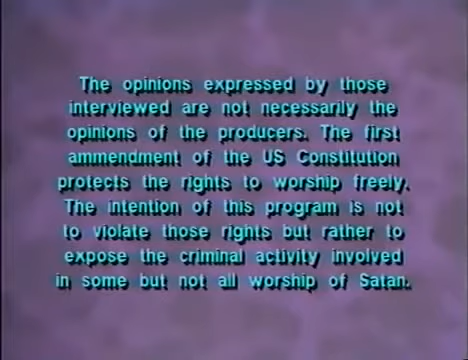 The opinions expressed by those
interviewed are not necessarily the
opinions of the producers. The first
ammendment of the US Constitution
protects the rights to worship freely.
The intention of this program is not
to violate those rights but rather to
expose the criminal activity involved
in some but not all worship of Satan.